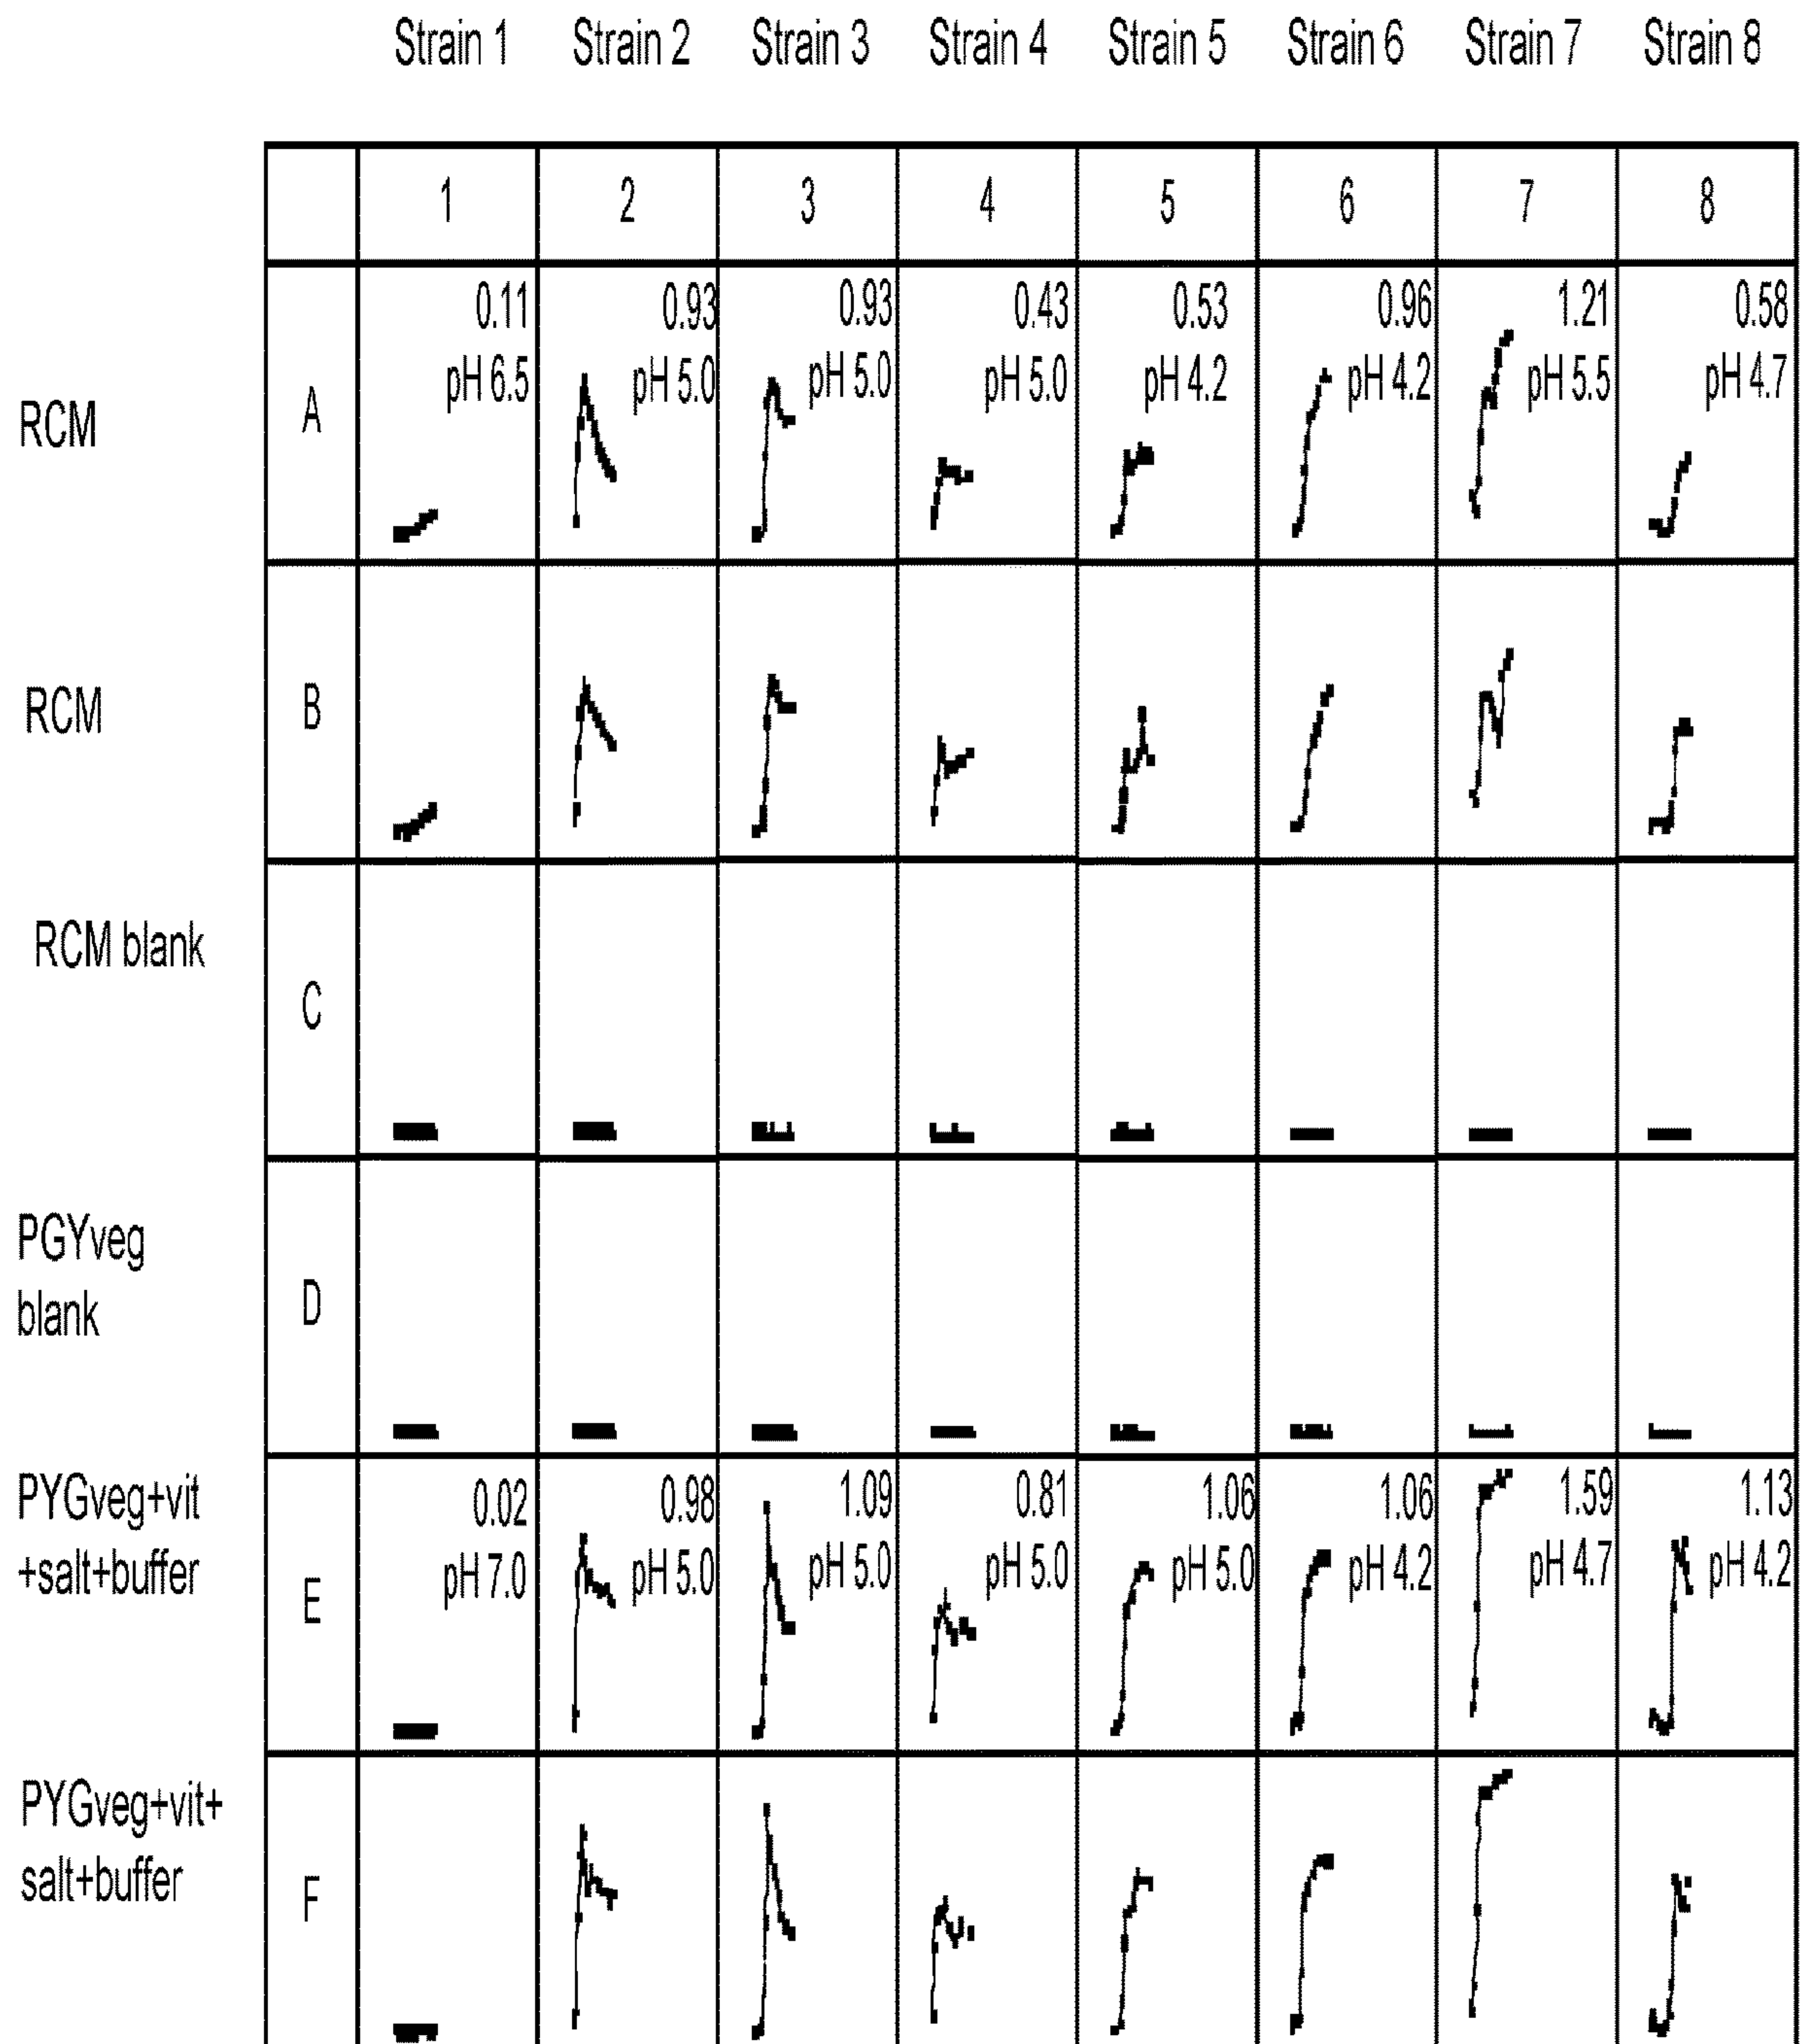 Strain 1 Strain 2 Strain 3 Strain 4 Strain 5 Strain 6 Strain 7 Strain 8
1 2 3 4 5 6 7 8
RCM A 0.11 0.93 0.93 0.43 0.53 0.96 1.21 0.58
pH 6.5 pH 5.0 pH 5.0 pH 5.0 pH 4.2 pH 4.2 pH 5.5 pH 4.7
RCM B
RCM blank C
PGYveg
blank D
PYGveg+vit
+salt+buffer E 0.02 0.98 1.09 0.81 1.06 1.06 1.59 1.13
pH 7.0 pH 5.0 pH 5.0 pH 5.0 pH 5.0 pH 4.2 pH 4.7 pH 4.2
PYGveg+vit+
salt+buffer F